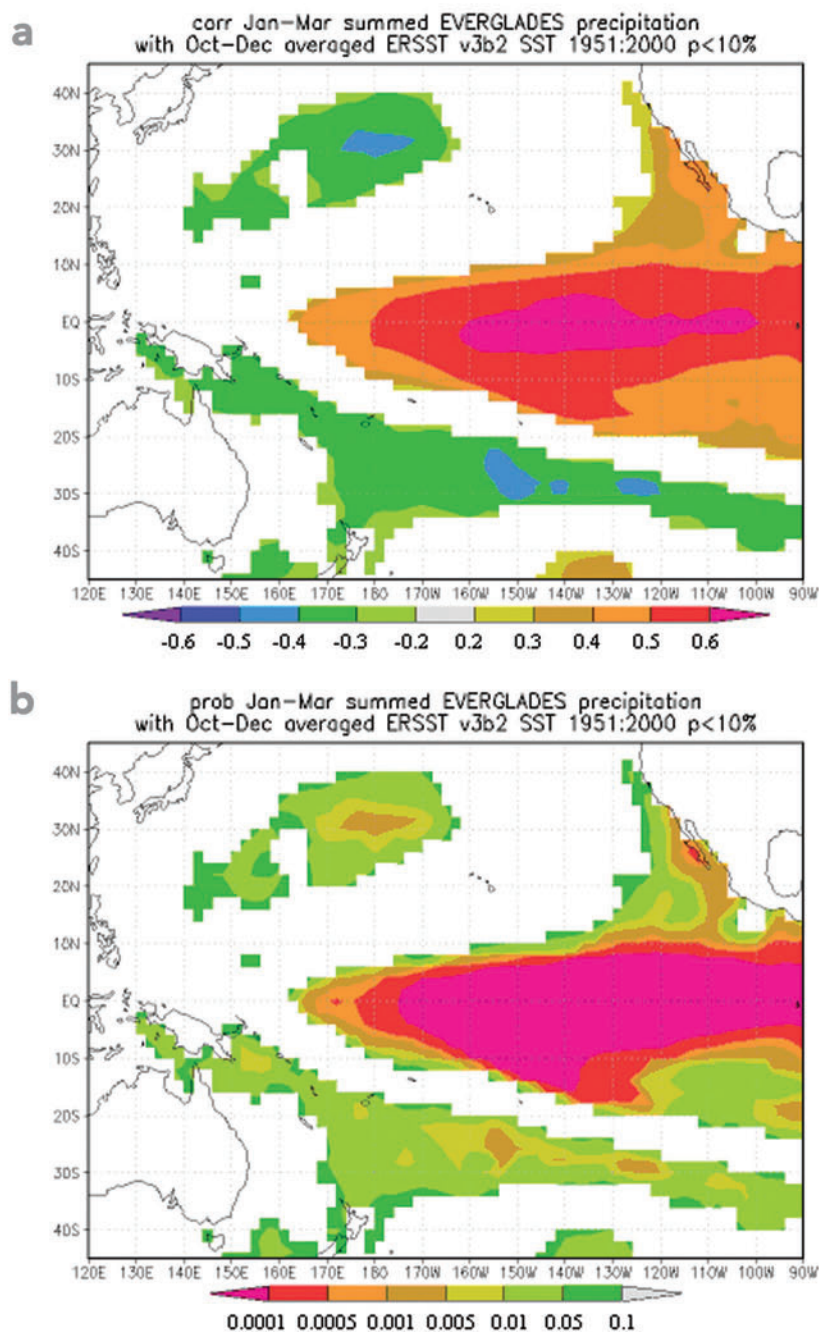 a
corr Jan-Mar summed EVERGLADES precipitation
with Oct-Dec averaged ERSST v3b2 SST 1951:2000 p<10%
40N
30N
20N
10N
EQ
10S
20S
30S
40S
120E 130E 140E 150E 160E 170E 180 170W 160W 150W 140W 130W 120W 110W 100W 90W
-0.6 -0.5 -0.4 -0.3 -0.2 0.2 0.3 0.4 0.5 0.6
b
prob Jan-Mar summed EVERGLADES precipitation
with Oct-Dec averaged ERSST v3b2 SST 1951:2000 p<10%
40N
30N
20N
10N
EQ
10S
20S
30S
40S
120E 130E 140E 150E 160E 170E 180 170W 160W 150W 140W 130W 120W 110W 100W 90W
0.0001 0.0005 0.001 0.005 0.01 0.05 0.1